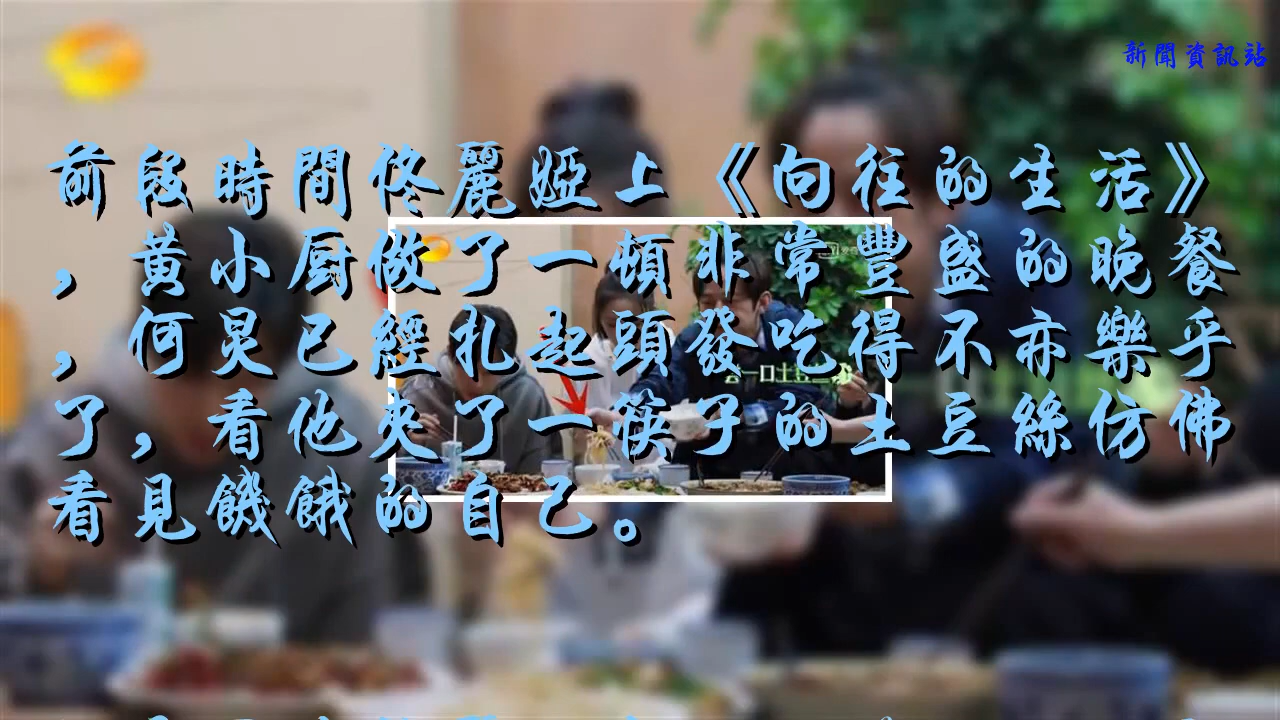 新聞資訊站
前段時間佟麗婭上《向往的生活》
，黃小厨做了一頓非常豐盛的晚餐
，何炅已經扎起頭發吃得不亦樂乎
了，看他夾了一筷子的土豆絲仿佛
看見饑餓的自己。